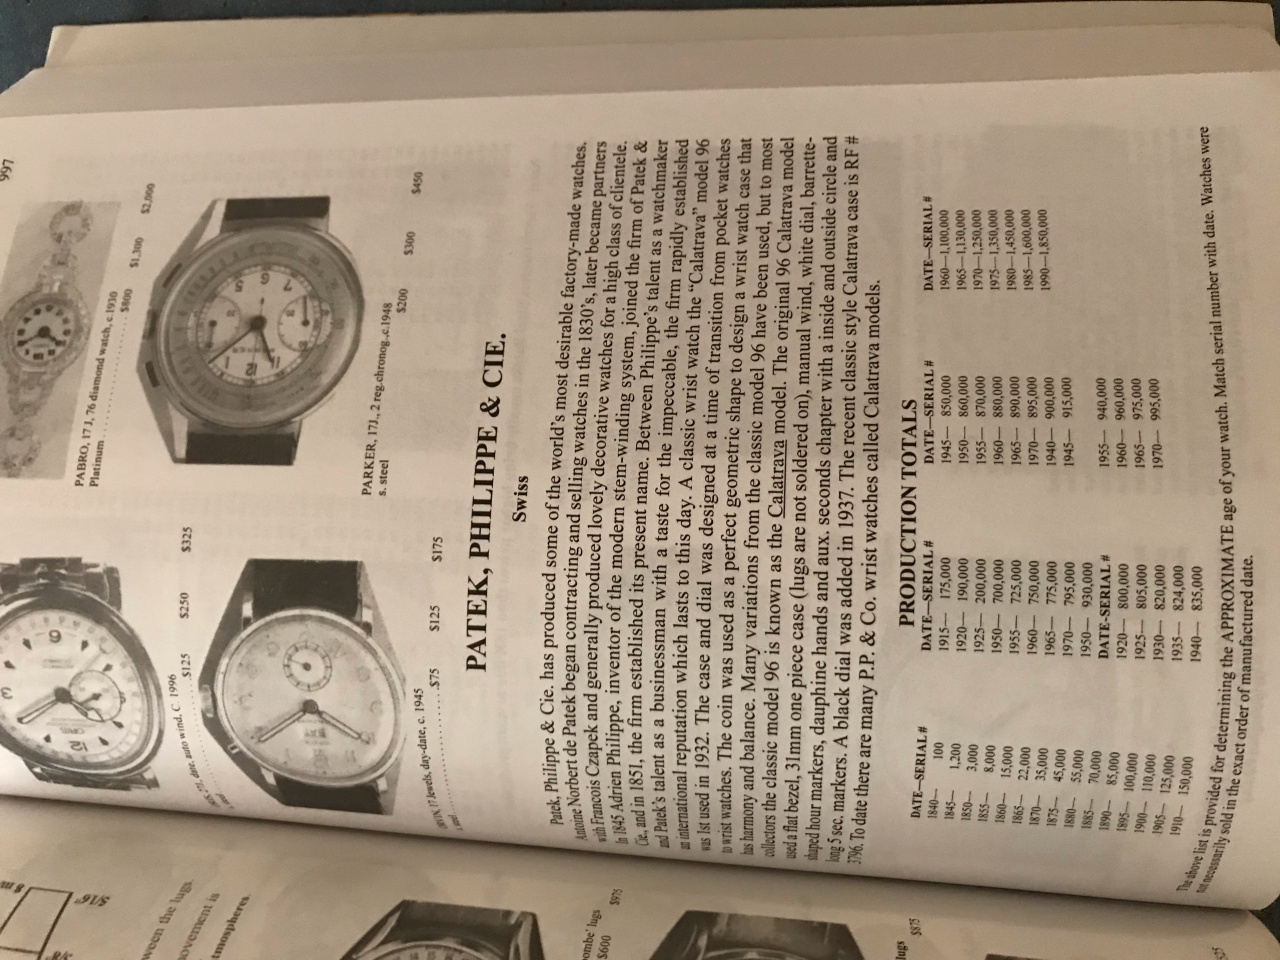 997
PABRO, 17 J, 76 diamond watch, c.1930
Platinum . . . . . . . . . . . . . . . . . . . $800 $1,300 $2,000
$125 $250 $325
PARKER, 17J., 2 reg.chronog.,c.1948
s. steel $200 $300 $450
17 Jewels, day-date, c. 1945
$75 $125 $175
PATEK, PHILIPPE & CIE.
Swiss
Patek, Philippe & Cie. has produced some of the world's most desirable factory-made watches.
Antoine Norbert de Patek began contracting and selling watches in the 1830's, later became partners
with Francois Czapek and generally produced lovely decorative watches for a high class of clientele.
In 1845 Adrien Philippe, inventor of the modern stem-winding system, joined the firm of Patek &
Cie, and in 1851, the firm established its present name. Between Phillipe's talent as a watchmaker
and Patek's talent as a businessman with a taste for the impeccable, the firm rapidly established
an international reputation which lasts to this day. A classic wrist watch the "Calatrava" model 96
was 1st used in 1932. The case and dial was designed at a time of transition from pocket watches
to wrist watches. The coin was used as a perfect geometric shape to design a wrist watch case that
has harmony and balance. Many variations from the classic model 96 have been used, but to most
collectors the classic model 96 is known as the Calatrava model. The original 96 Calatrava model
used a flat bezel, 31mm one piece case (lugs are not soldered on), manual wind, white dial, barrette-
shaped hour markers, dauphine hands and aux. seconds chapter with a inside and outside circle and
long 5 sec. markers. A black dial was added in 1937. The recent classic style Calatrava case is RF #
3796. To date there are many P.P. & Co. wrist watches called Calatrava models.
PRODUCTION TOTALS
DATE—SERIAL #
1840— 100
1845— 1,200
1850— 3,000
1855— 8,000
1860— 15,000
1865— 22,000
1870— 35,000
1875— 45,000
1880— 55,000
1885— 70,000
1890— 85,000
1895— 100,000
1900— 110,000
1905— 125,000
1910— 150,000
DATE—SERIAL #
1915— 175,000
1920— 190,000
1925— 200,000
1950— 700,000
1955— 725,000
1960— 750,000
1965— 775,000
1970— 795,000
1950— 930,000
DATE-SERIAL #
1920— 800,000
1925— 805,000
1930— 820,000
1935— 824,000
1940— 835,000
DATE—SERIAL #
1945— 850,000
1950— 860,000
1955— 870,000
1960— 880,000
1965— 890,000
1970— 895,000
1940— 900,000
1945— 915,000
1955— 940,000
1960— 960,000
1965— 975,000
1970— 995,000
DATE—SERIAL #
1960—1,100,000
1965—1,130,000
1970—1,250,000
1975—1,350,000
1980—1,450,000
1985—1,600,000
1990—1,850,000
The above list is provided for determining the APPROXIMATE age of your watch. Match serial number with date. Watches were
not necessarily sold in the exact order of manufactured date.
the lugs
is
tmospheres
5/16
lugs
$600 $975
lugs
$875